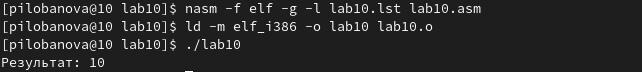 [pilobanova@10 lab10]$ nasm -f elf -g -l lab10.lst lab10.asm
[pilobanova@10 lab10]$ ld -m elf_i386 -o lab10 lab10.o
[pilobanova@10 lab10]$ ./lab10
Результат: 10